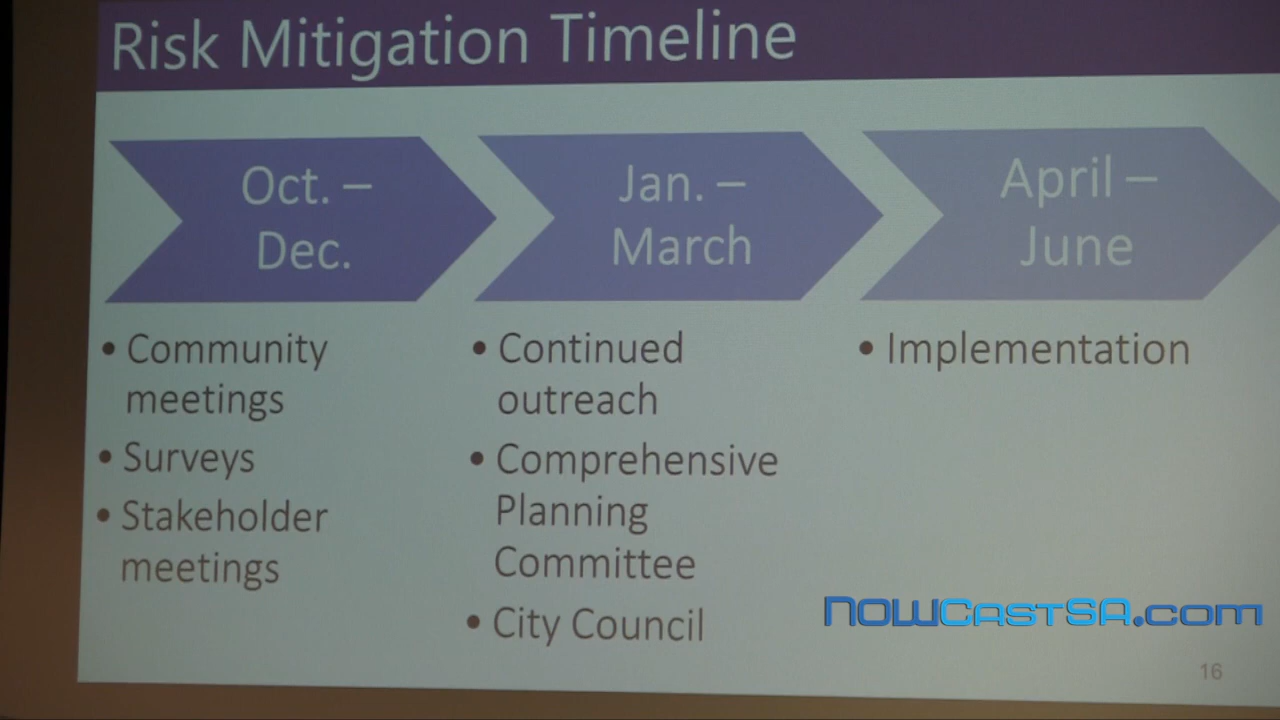 Risk Mitigation Timeline
Oct. –
Dec.
Jan. –
March
April –
June
• Community
meetings
• Surveys
• Stakeholder
meetings
• Continued
outreach
• Comprehensive
Planning
Committee
• City Council
• Implementation
NOWCastSA.com
16